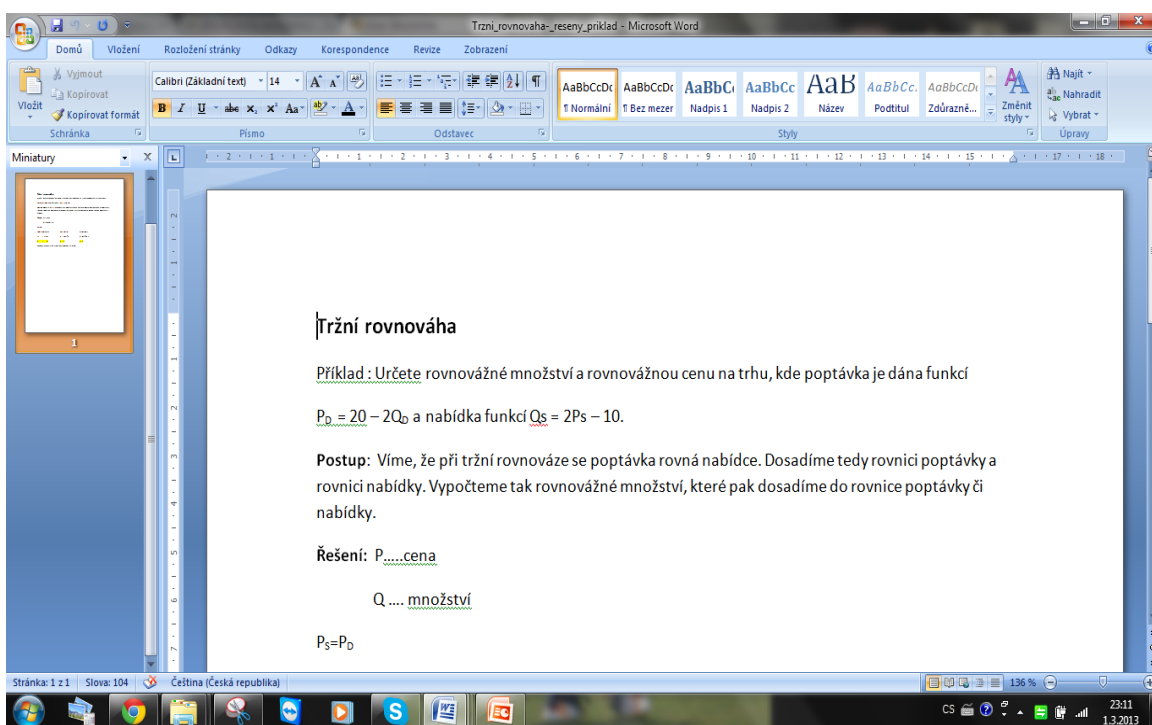 Trzni_rovnovaha-_reseny_priklad - Microsoft Word
Domů Vložení Rozložení stránky Odkazy Korespondence Revize Zobrazení
Vložit
Vyjmout
Kopírovat
Kopírovat formát
Schránka
Calibri (Základní text) 14
Písmo
Odstavec
AaBbCcDc AaBbCcDc AaBbC AaBbCc AaB AaBbCc. AaBbCcDi
¶ Normální ¶ Bez mezer Nadpis 1 Nadpis 2 Název Podtitul Zdůrazně...
Změnit styly
Styly
Najít
Nahradit
Vybrat
Úpravy
Miniatury
1
Tržní rovnováha
Příklad : Určete rovnovážné množství a rovnovážnou cenu na trhu, kde poptávka je dána funkcí
P_D = 20 – 2Q_D a nabídka funkcí Qs = 2Ps – 10.
Postup: Víme, že při tržní rovnováze se poptávka rovná nabídce. Dosadíme tedy rovnici poptávky a
rovnici nabídky. Vypočteme tak rovnovážné množství, které pak dosadíme do rovnice poptávky či
nabídky.
Řešení: P.....cena
Q .... množství
P_S=P_D
Stránka: 1 z 1 Slova: 104 Čeština (Česká republika) 136 %
CS 23:11
1.3.2013